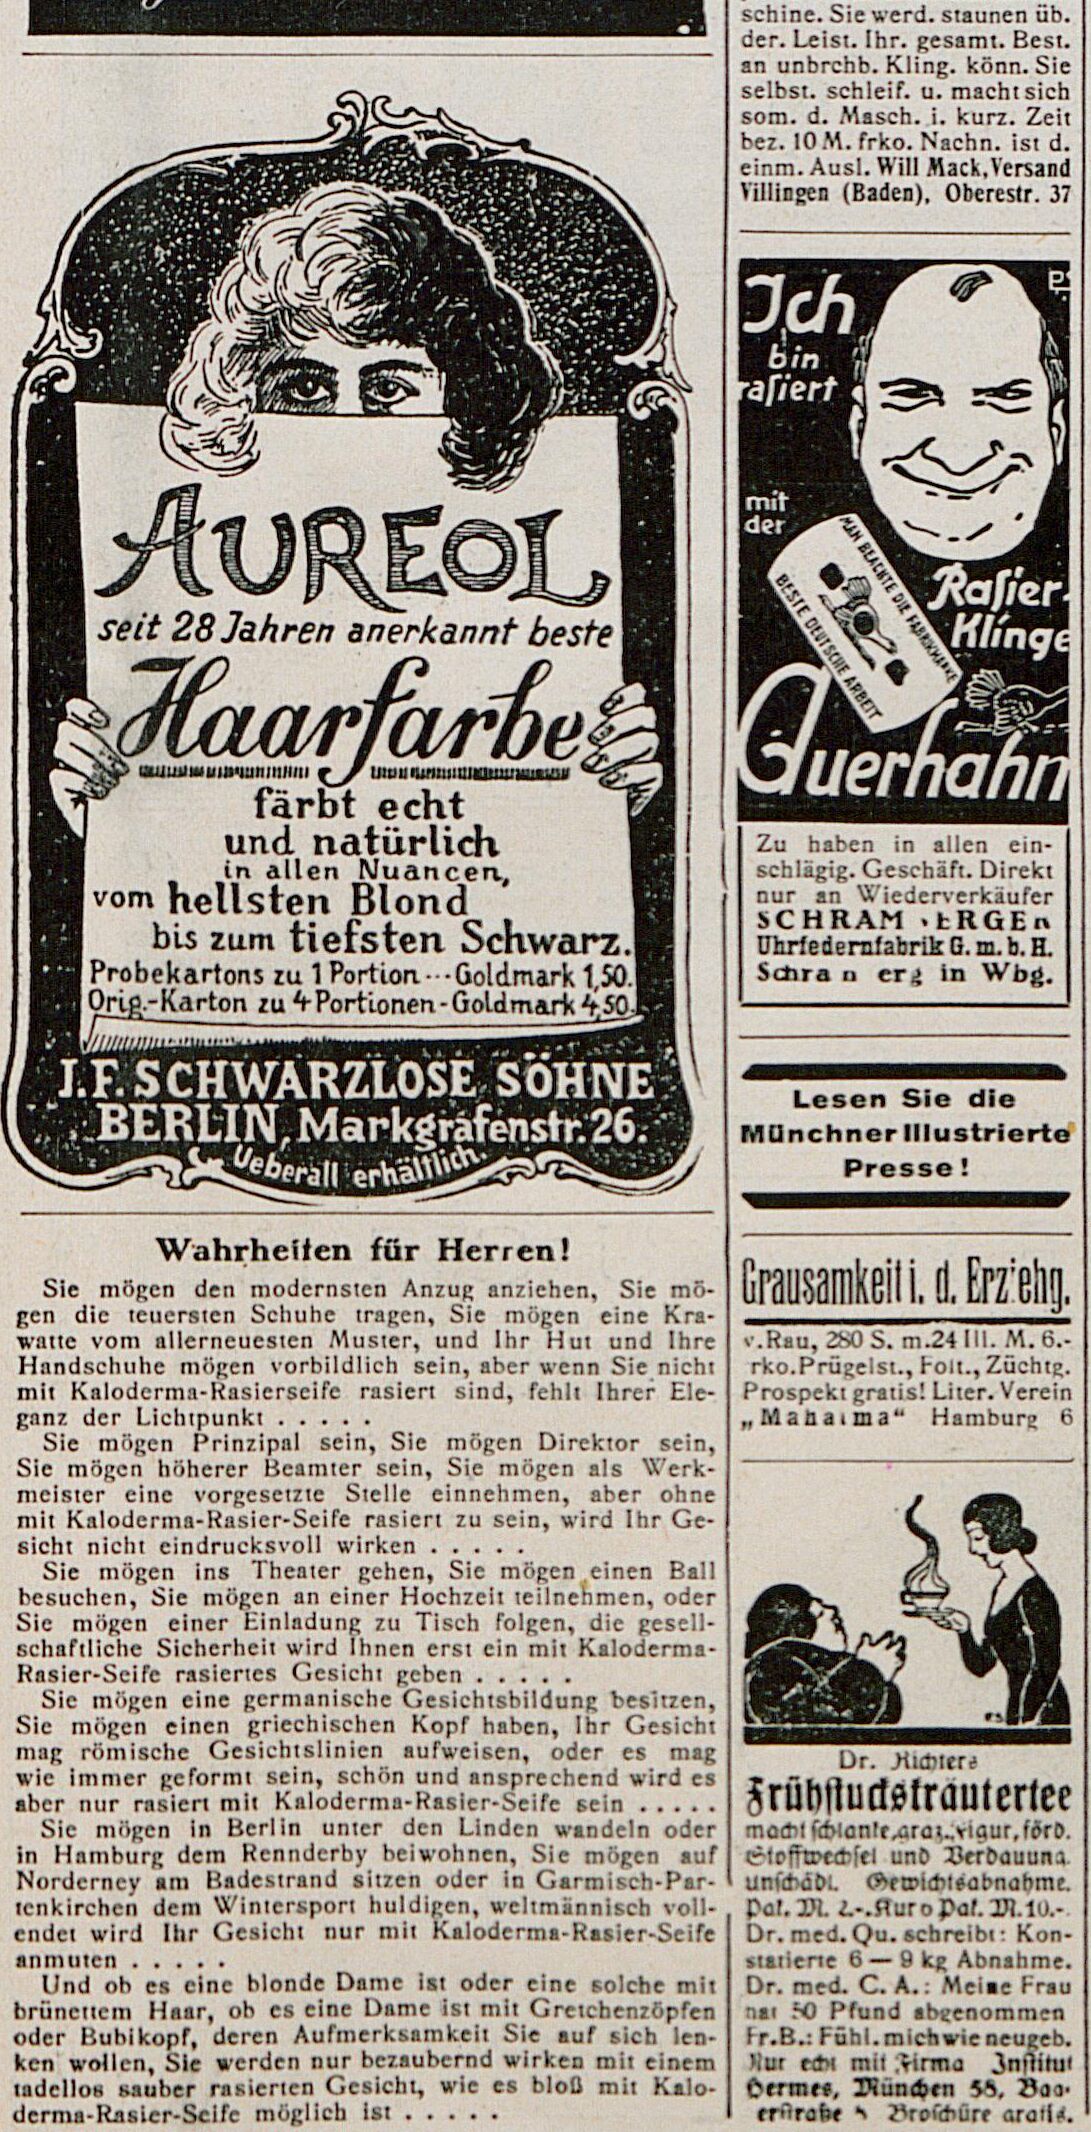 AUREOL
seit 28 Jahren anerkannt beste
Haarfarbe
färbt echt
und natürlich
in allen Nuancen,
vom hellsten Blond
bis zum tiefsten Schwarz.
Probekartons zu 1 Portion --- Goldmark 1,50.
Orig.-Karton zu 4 Portionen - Goldmark 4,50.
J.F. SCHWARZLOSE SÖHNE
BERLIN, Markgrafenstr. 26.
Ueberall erhältlich.
Wahrheiten für Herren!
Sie mögen den modernsten Anzug anziehen, Sie mö-
gen die teuersten Schuhe tragen, Sie mögen eine Kra-
watte vom allerneuesten Muster, und Ihr Hut und Ihre
Handschuhe mögen vorbildlich sein, aber wenn Sie nicht
mit Kaloderma-Rasierseife rasiert sind, fehlt Ihrer Ele-
ganz der Lichtpunkt . . . . .
Sie mögen Prinzipal sein, Sie mögen Direktor sein,
Sie mögen höherer Beamter sein, Sie mögen als Werk-
meister eine vorgesetzte Stelle einnehmen, aber ohne
mit Kaloderma-Rasier-Seife rasiert zu sein, wird Ihr Ge-
sicht nicht eindrucksvoll wirken . . . . .
Sie mögen ins Theater gehen, Sie mögen einen Ball
besuchen, Sie mögen an einer Hochzeit teilnehmen, oder
Sie mögen einer Einladung zu Tisch folgen, die gesell-
schaftliche Sicherheit wird Ihnen erst ein mit Kaloderma-
Rasier-Seife rasiertes Gesicht geben . . . . .
Sie mögen eine germanische Gesichtsbildung besitzen,
Sie mögen einen griechischen Kopf haben, Ihr Gesicht
mag römische Gesichtslinien aufweisen, oder es mag
wie immer geformt sein, schön und ansprechend wird es
aber nur rasiert mit Kaloderma-Rasier-Seife sein . . . . .
Sie mögen in Berlin unter den Linden wandeln oder
in Hamburg dem Rennderby beiwohnen, Sie mögen auf
Norderney am Badestrand sitzen oder in Garmisch-Par-
tenkirchen dem Wintersport huldigen, weltmännisch voll-
endet wird Ihr Gesicht nur mit Kaloderma-Rasier-Seife
anmuten . . . . .
Und ob es eine blonde Dame ist oder eine solche mit
brünettem Haar, ob es eine Dame ist mit Gretchenzöpfen
oder Bubikopf, deren Aufmerksamkeit Sie auf sich len-
ken wollen, Sie werden nur bezaubernd wirken mit einem
tadellos sauber rasierten Gesicht, wie es bloß mit Kalo-
derma-Rasier-Seife möglich ist . . . . .
schine. Sie werd. staunen üb.
der. Leist. Ihr. gesamt. Best.
an unbrchb. Kling. könn. Sie
selbst. schleif. u. macht sich
som. d. Masch. i. kurz. Zeit
bez. 10 M. frko. Nachn. ist d.
einm. Ausl. Will Mack, Versand
Villingen (Baden), Oberestr. 37
Ich
bin
rasiert
mit
der
MAN BEACHTE DIE FABRIKMARKE
BESTE DEUTSCHE ARBEIT
Rasier-
Klinge
Auerhahn
Zu haben in allen ein-
schlägig. Geschäft. Direkt
nur an Wiederverkäufer
Uhrfedernfabrik G. m. b. H.
in Wbg.
Lesen Sie die
Münchner Illustrierte
Presse!
Grausamkeit i. d. Erziehg.
v. Rau, 280 S. m. 24 Ill. M. 6.-
rko. Prügelst., Folt., Züchtg.
Prospekt gratis! Liter. Verein
„Mahatma“ Hamburg 6
Dr. Richters
Frühstückskräutertee
macht schlanke, graz. Figur, förd.
Stoffwechsel und Verdauung
unschädl. Gewichtsabnahme.
Pak. M. 2.-. Kur 6 Pak. M. 10.-.
Dr. med. Qu. schreibt: Kon-
statierte 6 — 9 kg Abnahme.
Dr. med. C. A.: Meine Frau
hat 50 Pfund abgenommen
Fr. B.: Fühl. mich wie neugeb.
Nur echt mit Firma Institut
Hermes, München 58, Baa-
derstraße Broschüre gratis.